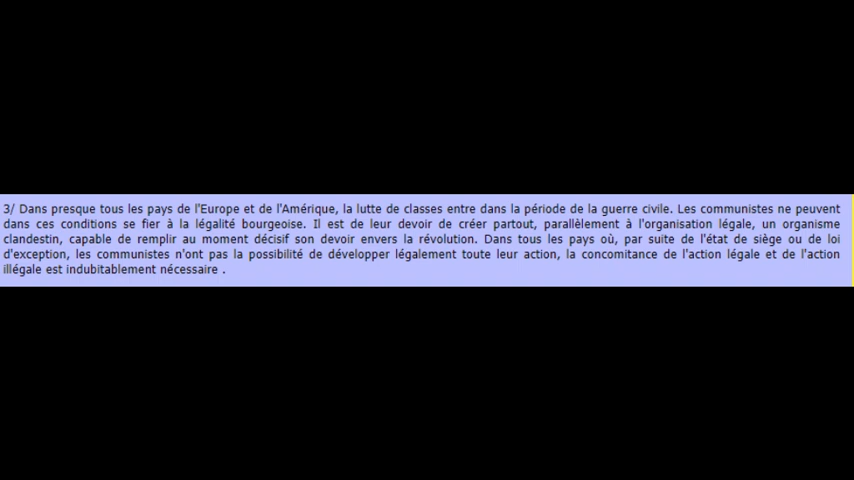 3/ Dans presque tous les pays de l'Europe et de l'Amérique, la lutte de classes entre dans la période de la guerre civile. Les communistes ne peuvent
dans ces conditions se fier à la légalité bourgeoise. Il est de leur devoir de créer partout, parallèlement à l'organisation légale, un organisme
clandestin, capable de remplir au moment décisif son devoir envers la révolution. Dans tous les pays où, par suite de l'état de siège ou de loi
d'exception, les communistes n'ont pas la possibilité de développer légalement toute leur action, la concomitance de l'action légale et de l'action
illégale est indubitablement nécessaire .